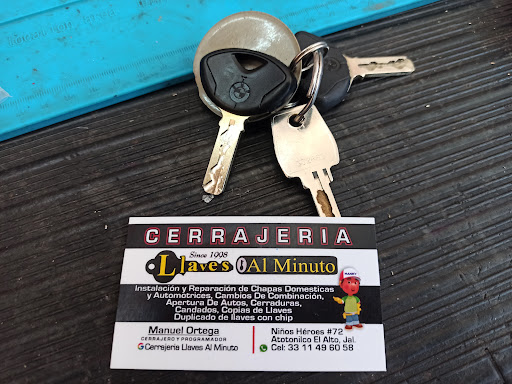 CERRAJERIA
Since 1998
Llaves Al Minuto
Instalación y Reparación de Chapas Domesticas
y Automotrices, Cambios De Combinación,
Apertura De Autos, Cerraduras,
Candados, Copias de Llaves
Duplicado de llaves con chip
Manuel Ortega
CERRAJERO Y PROGRAMADOR
Cerrajeria Llaves Al Minuto
Niños Héroes #72
Atotonilco El Alto, Jal.
Cel: 33 11 49 60 58